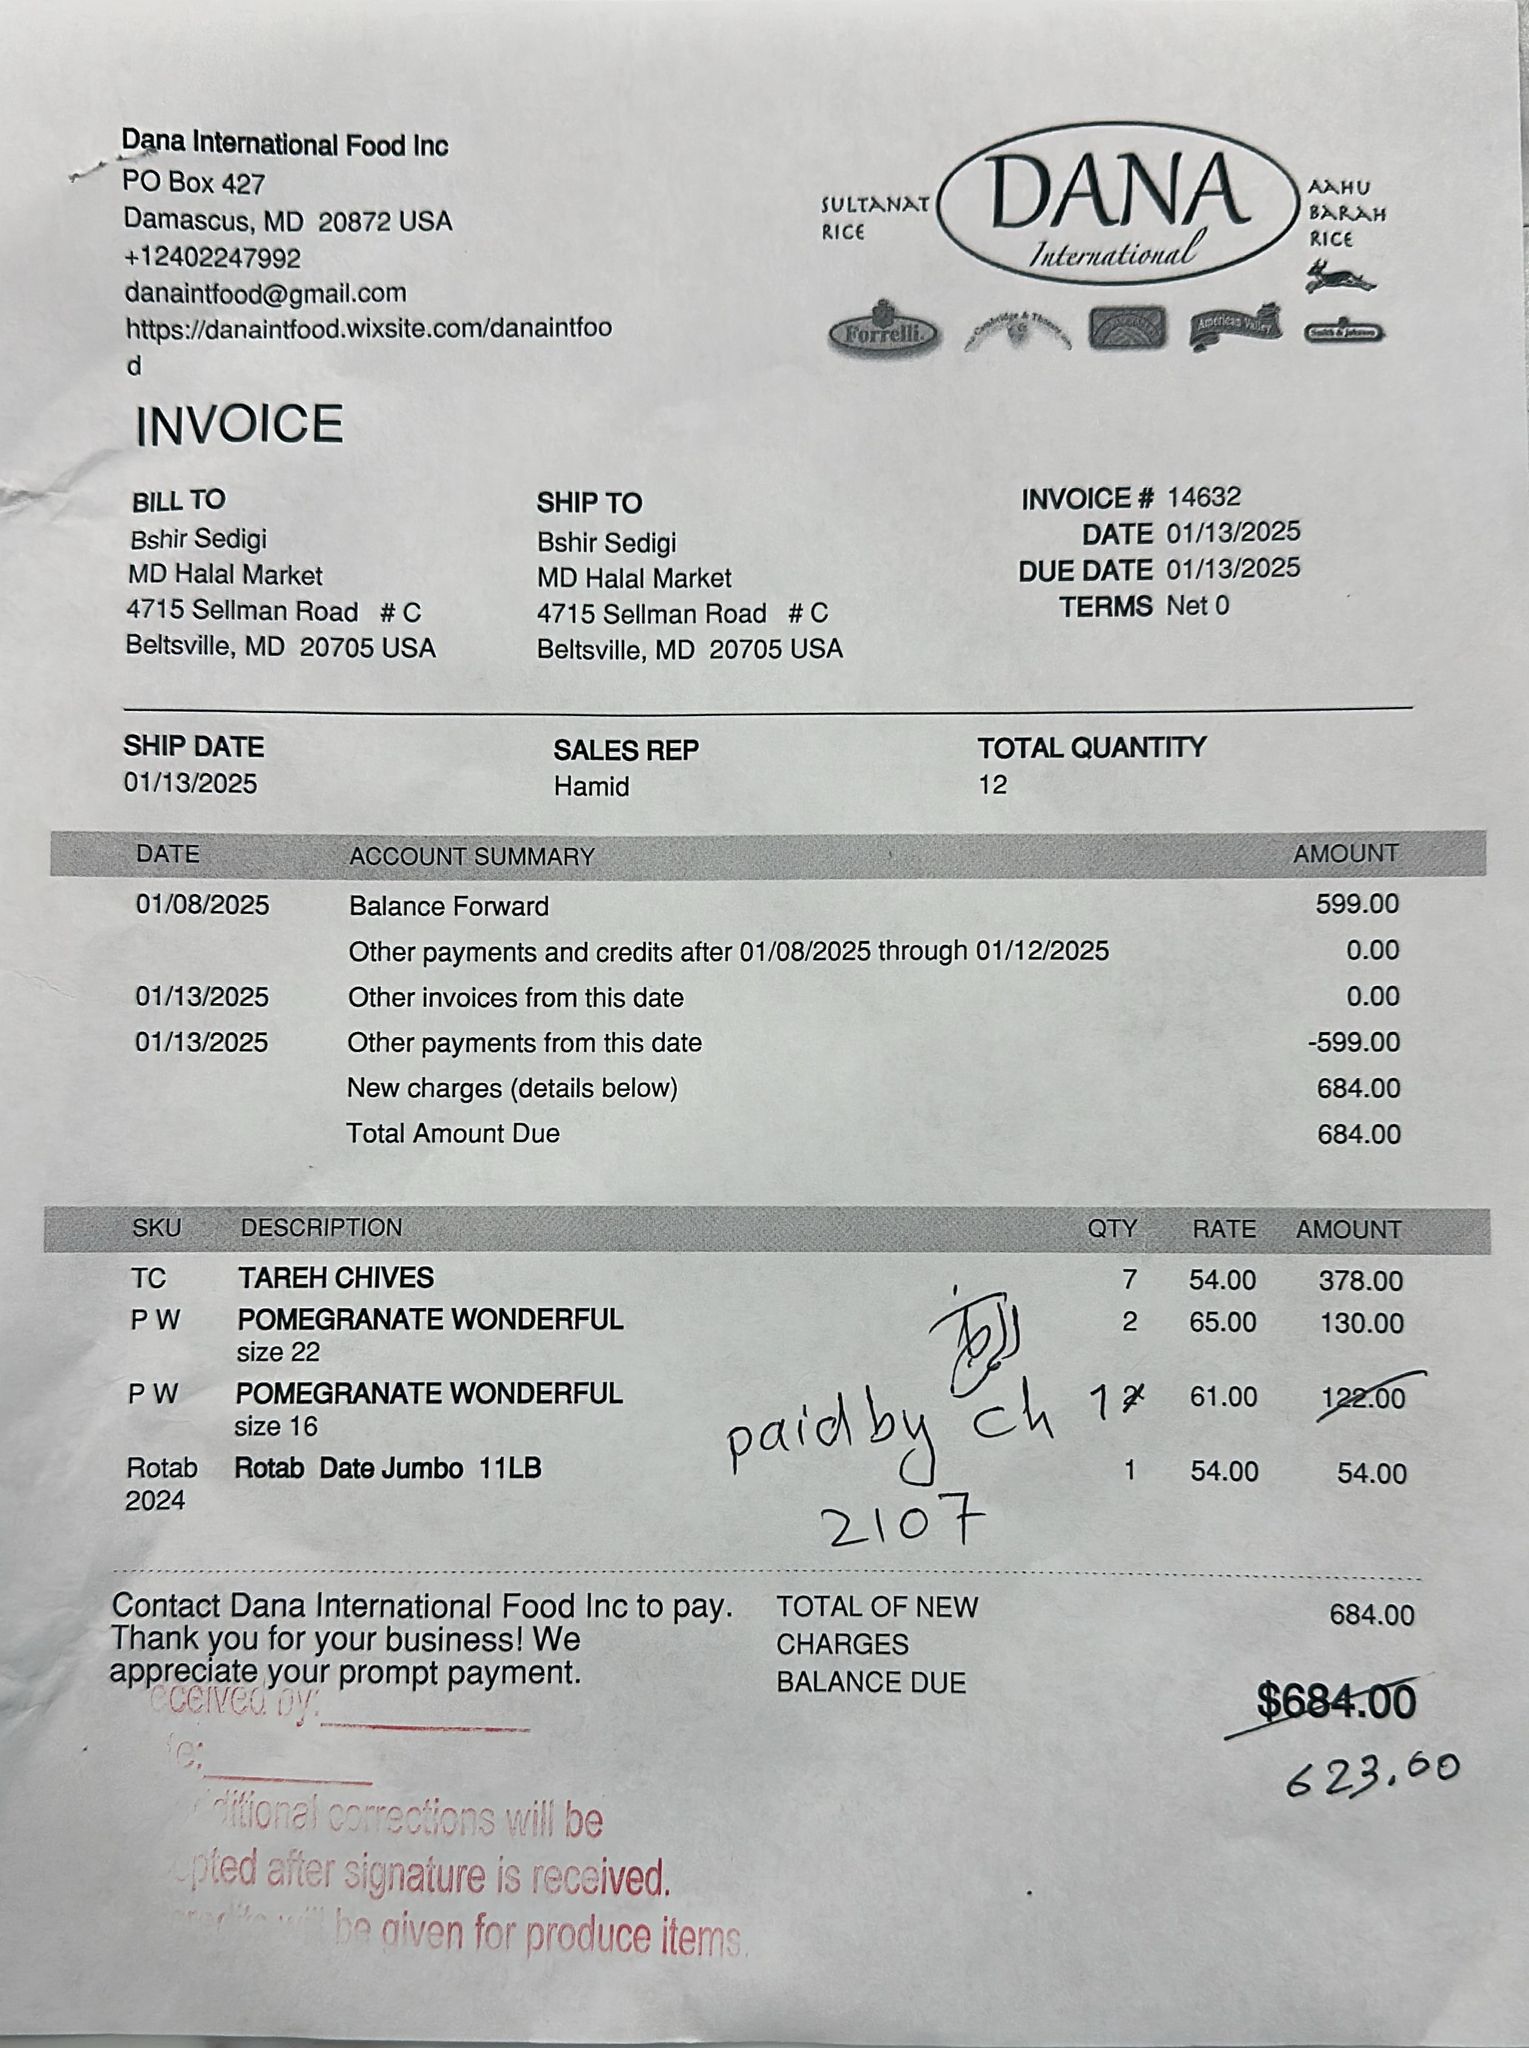 Dana International Food Inc
PO Box 427
Damascus, MD 20872 USA
+12402247992
danaintfood@gmail.com
https://danaintfood.wixsite.com/danaintfoo
d
SULTANAT
RICE
DANA
International
AAHU
BARAH
RICE
Forrelli
American Valley
INVOICE
BILL TO
Bshir Sedigi
MD Halal Market
4715 Sellman Road # C
Beltsville, MD 20705 USA
SHIP TO
Bshir Sedigi
MD Halal Market
4715 Sellman Road # C
Beltsville, MD 20705 USA
INVOICE # 14632
DATE 01/13/2025
DUE DATE 01/13/2025
TERMS Net 0
SHIP DATE SALES REP TOTAL QUANTITY
01/13/2025 Hamid 12
DATE ACCOUNT SUMMARY AMOUNT
01/08/2025 Balance Forward 599.00
Other payments and credits after 01/08/2025 through 01/12/2025 0.00
01/13/2025 Other invoices from this date 0.00
01/13/2025 Other payments from this date -599.00
New charges (details below) 684.00
Total Amount Due 684.00
SKU DESCRIPTION QTY RATE AMOUNT
TC TAREH CHIVES 7 54.00 378.00
P W POMEGRANATE WONDERFUL 2 65.00 130.00
size 22
P W POMEGRANATE WONDERFUL 1 2 61.00 122.00
size 16
paid by ch
2107
Rotab Rotab Date Jumbo 11LB 1 54.00 54.00
2024
Contact Dana International Food Inc to pay.
Thank you for your business! We
appreciate your prompt payment.
TOTAL OF NEW 684.00
CHARGES
BALANCE DUE
$684.00
623.00
eceived by:
e:
ditional corrections will be
pted after signature is received.
be given for produce items.